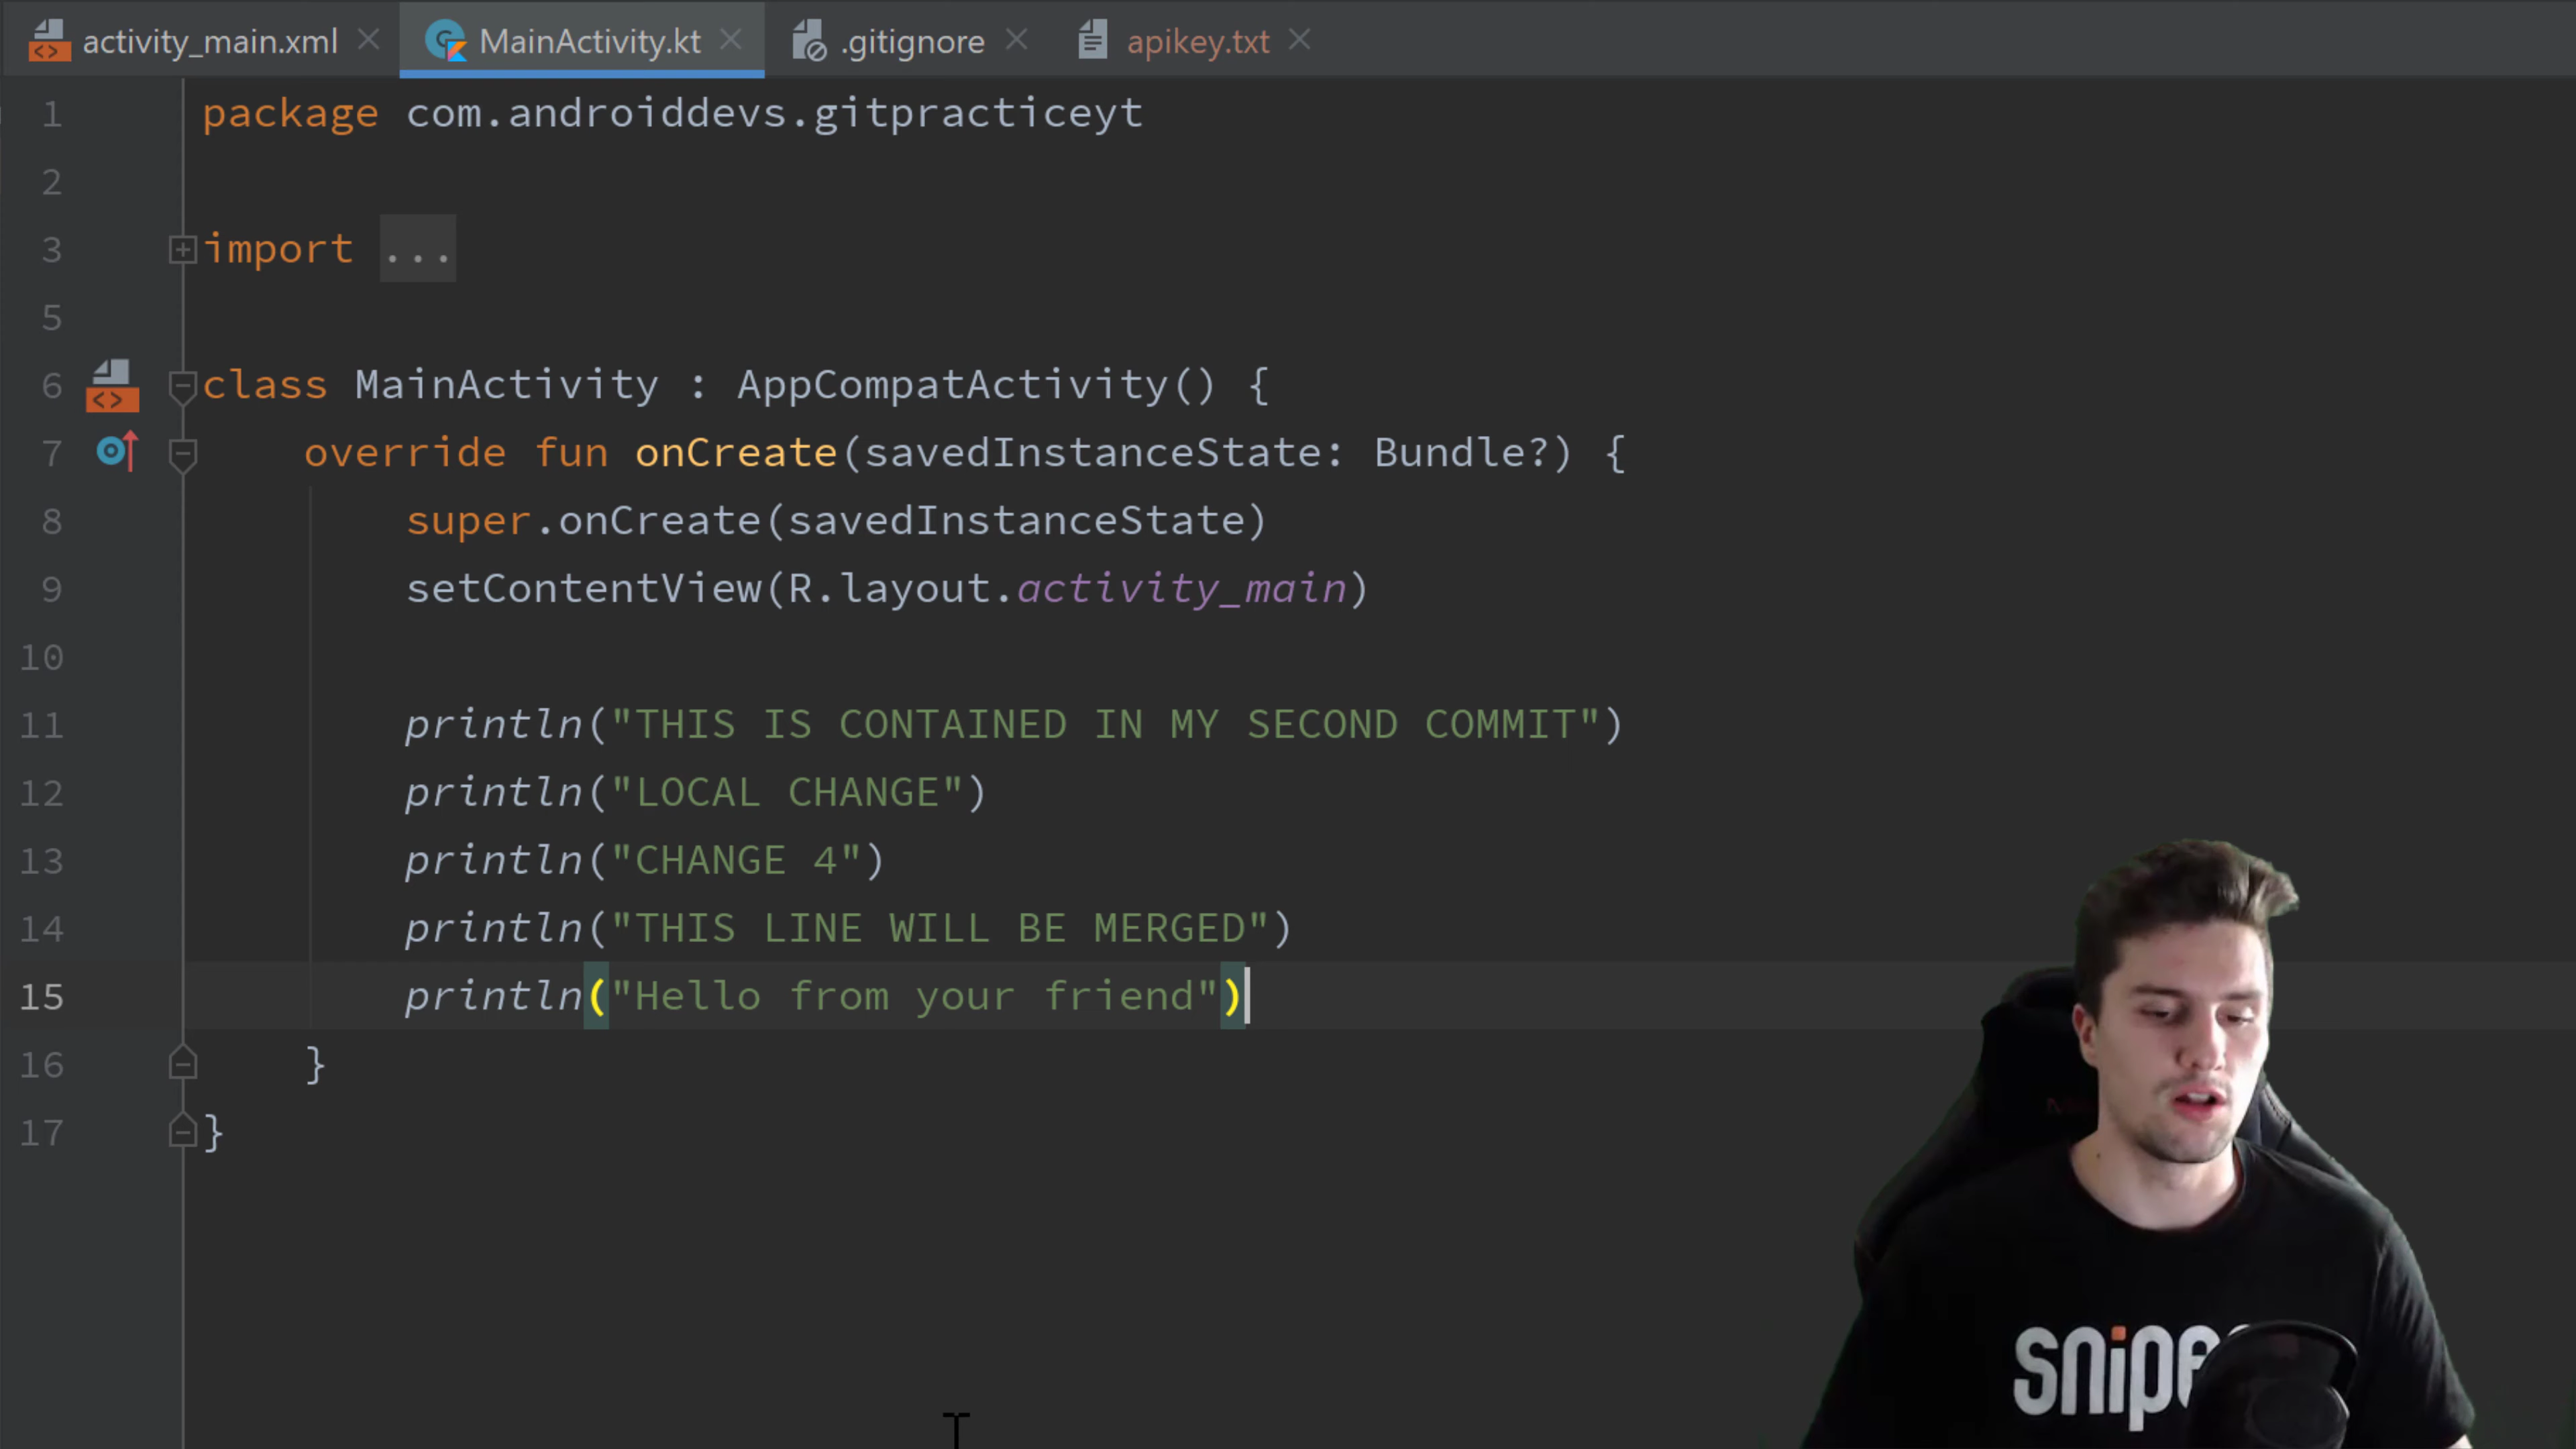 activity_main.xml MainActivity.kt .gitignore apikey.txt
1 package com.androiddevs.gitpracticeyt
2
3 import ...
5
6 class MainActivity : AppCompatActivity() {
7 override fun onCreate(savedInstanceState: Bundle?) {
8 super.onCreate(savedInstanceState)
9 setContentView(R.layout.activity_main)
10
11 println("THIS IS CONTAINED IN MY SECOND COMMIT")
12 println("LOCAL CHANGE")
13 println("CHANGE 4")
14 println("THIS LINE WILL BE MERGED")
15 println("Hello from your friend")
16 }
17 }